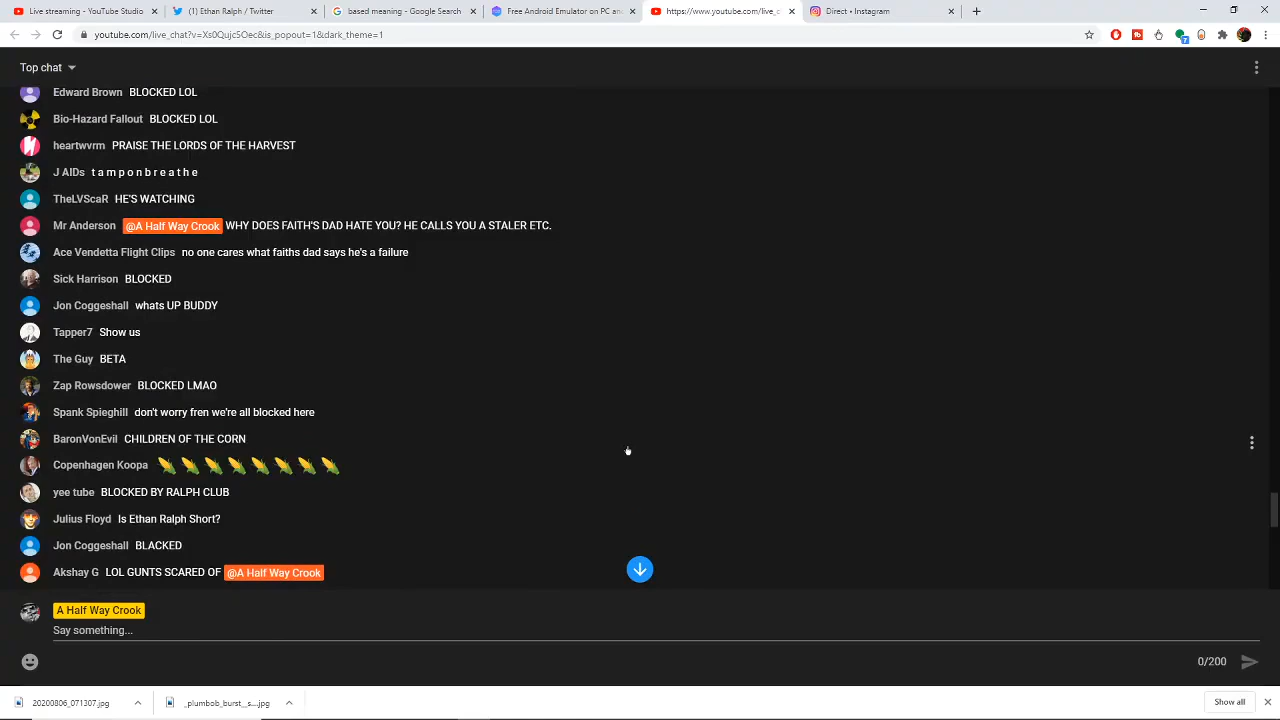 Live streaming - YouTube Studio
(1) Ethan Ralph / Twitter
based meaning - Google Search
Free Android Emulator on PC and
https://www.youtube.com/live_c
Direct • Instagram
youtube.com/live_chat?v=Xs0Qujc5Oec&is_popout=1&dark_theme=1
Top chat
Edward Brown BLOCKED LOL
Bio-Hazard Fallout BLOCKED LOL
heartwvrm PRAISE THE LORDS OF THE HARVEST
J AIDs t a m p o n b r e a t h e
TheLVScaR HE'S WATCHING
Mr Anderson @A Half Way Crook WHY DOES FAITH'S DAD HATE YOU? HE CALLS YOU A STALER ETC.
Ace Vendetta Flight Clips no one cares what faiths dad says he's a failure
Sick Harrison BLOCKED
Jon Coggeshall whats UP BUDDY
Tapper7 Show us
The Guy BETA
Zap Rowsdower BLOCKED LMAO
Spank Spieghill don't worry fren we're all blocked here
BaronVonEvil CHILDREN OF THE CORN
Copenhagen Koopa 🌽🌽🌽🌽🌽🌽🌽🌽
yee tube BLOCKED BY RALPH CLUB
Julius Floyd Is Ethan Ralph Short?
Jon Coggeshall BLACKED
Akshay G LOL GUNTS SCARED OF @A Half Way Crook
A Half Way Crook
Say something...
0/200
20200806_071307.jpg
_plumbob_burst__s....jpg
Show all